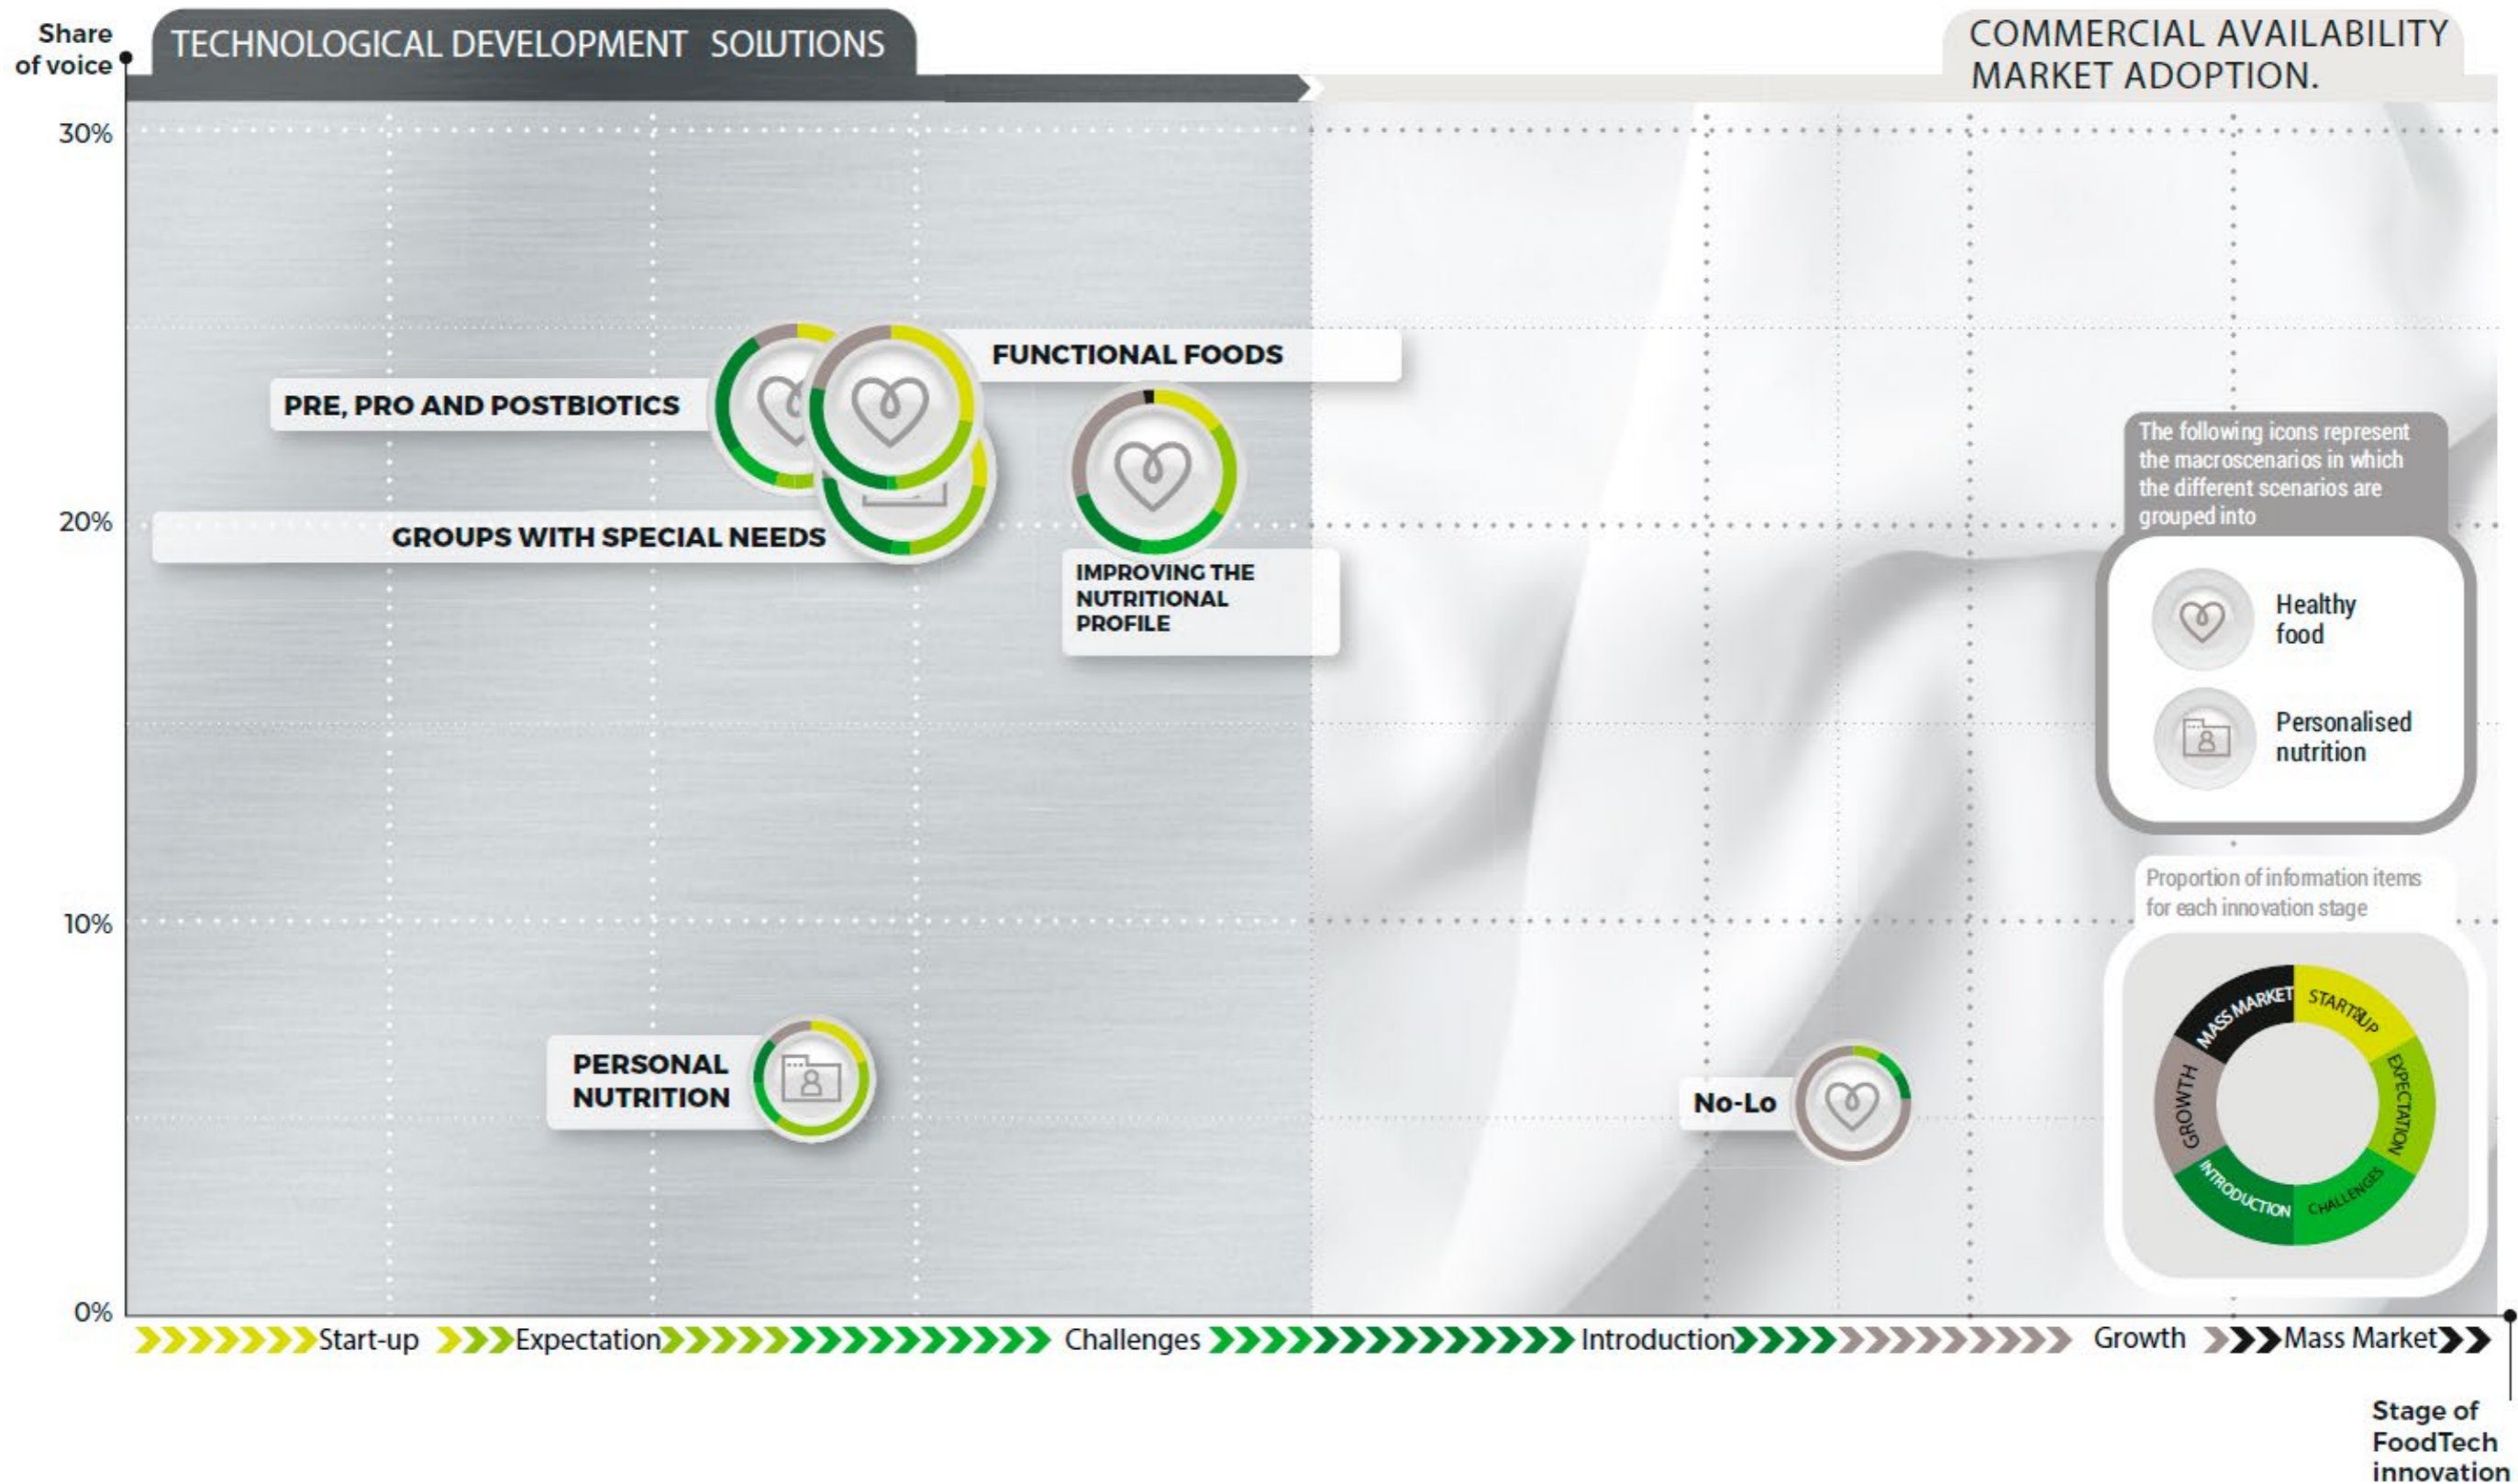 Share
of voice
TECHNOLOGICAL DEVELOPMENT SOLUTIONS
COMMERCIAL AVAILABILITY
MARKET ADOPTION.
30%
20%
10%
0%
FUNCTIONAL FOODS
PRE, PRO AND POSTBIOTICS
GROUPS WITH SPECIAL NEEDS
IMPROVING THE
NUTRITIONAL
PROFILE
The following icons represent
the macroscenarios in which
the different scenarios are
grouped into
Healthy
food
Personalised
nutrition
Proportion of information items
for each innovation stage
MASS MARKET
START UP
EXPECTATION
CHALLENGES
INTRODUCTION
GROWTH
PERSONAL
NUTRITION
No-Lo
Start-up Expectation Challenges Introduction Growth Mass Market
Stage of
FoodTech
innovation